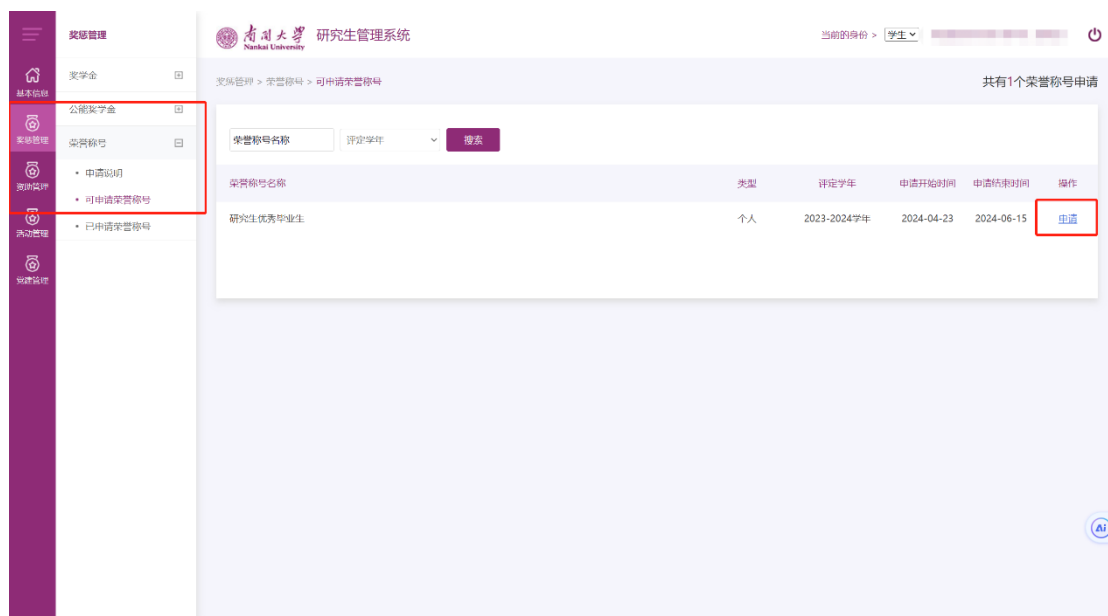 奖惩管理
南开大学
Nankai University
研究生管理系统
当前的身份 > 学生
基本信息
奖惩管理
资助管理
活动管理
党建管理
奖学金
公能奖学金
荣誉称号
• 申请说明
• 可申请荣誉称号
• 已申请荣誉称号
奖惩管理 > 荣誉称号 > 可申请荣誉称号
共有1个荣誉称号申请
荣誉称号名称 评定学年 搜索
荣誉称号名称 类型 评定学年 申请开始时间 申请结束时间 操作
研究生优秀毕业生 个人 2023-2024学年 2024-04-23 2024-06-15 申请
Ai